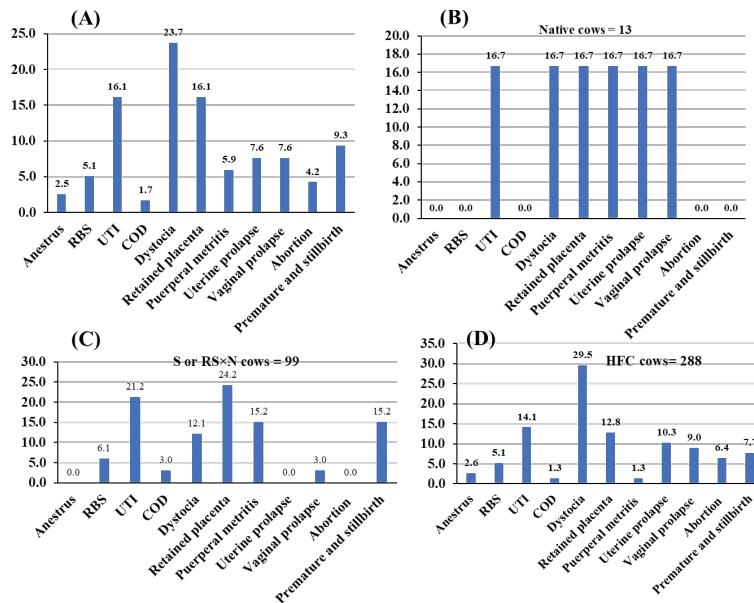 (A)
25.0
20.0
15.0
10.0
5.0
0.0
2.5
5.1
16.1
1.7
23.7
16.1
5.9
7.6
7.6
4.2
9.3
Anestrus
RBS
UTI
COD
Dystocia
Retained placenta
Puerperal metritis
Uterine prolapse
Vaginal prolapse
Abortion
Premature and stillbirth
(B)
Native cows = 13
20.0
18.0
16.0
14.0
12.0
10.0
8.0
6.0
4.0
2.0
0.0
0.0
0.0
16.7
0.0
16.7
16.7
16.7
16.7
16.7
0.0
0.0
Anestrus
RBS
UTI
COD
Dystocia
Retained placenta
Puerperal metritis
Uterine prolapse
Vaginal prolapse
Abortion
Premature and stillbirth
(C)
S or RS×N cows = 99
30.0
25.0
20.0
15.0
10.0
5.0
0.0
0.0
6.1
21.2
3.0
12.1
24.2
15.2
0.0
3.0
0.0
15.2
Anestrus
RBS
UTI
COD
Dystocia
Retained placenta
Puerperal metritis
Uterine prolapse
Vaginal prolapse
Abortion
Premature and stillbirth
(D)
HFC cows= 288
35.0
30.0
25.0
20.0
15.0
10.0
5.0
0.0
2.6
5.1
14.1
1.3
29.5
12.8
1.3
10.3
9.0
6.4
7.7
Anestrus
RBS
UTI
COD
Dystocia
Retained placenta
Puerperal metritis
Uterine prolapse
Vaginal prolapse
Abortion
Premature and stillbirth